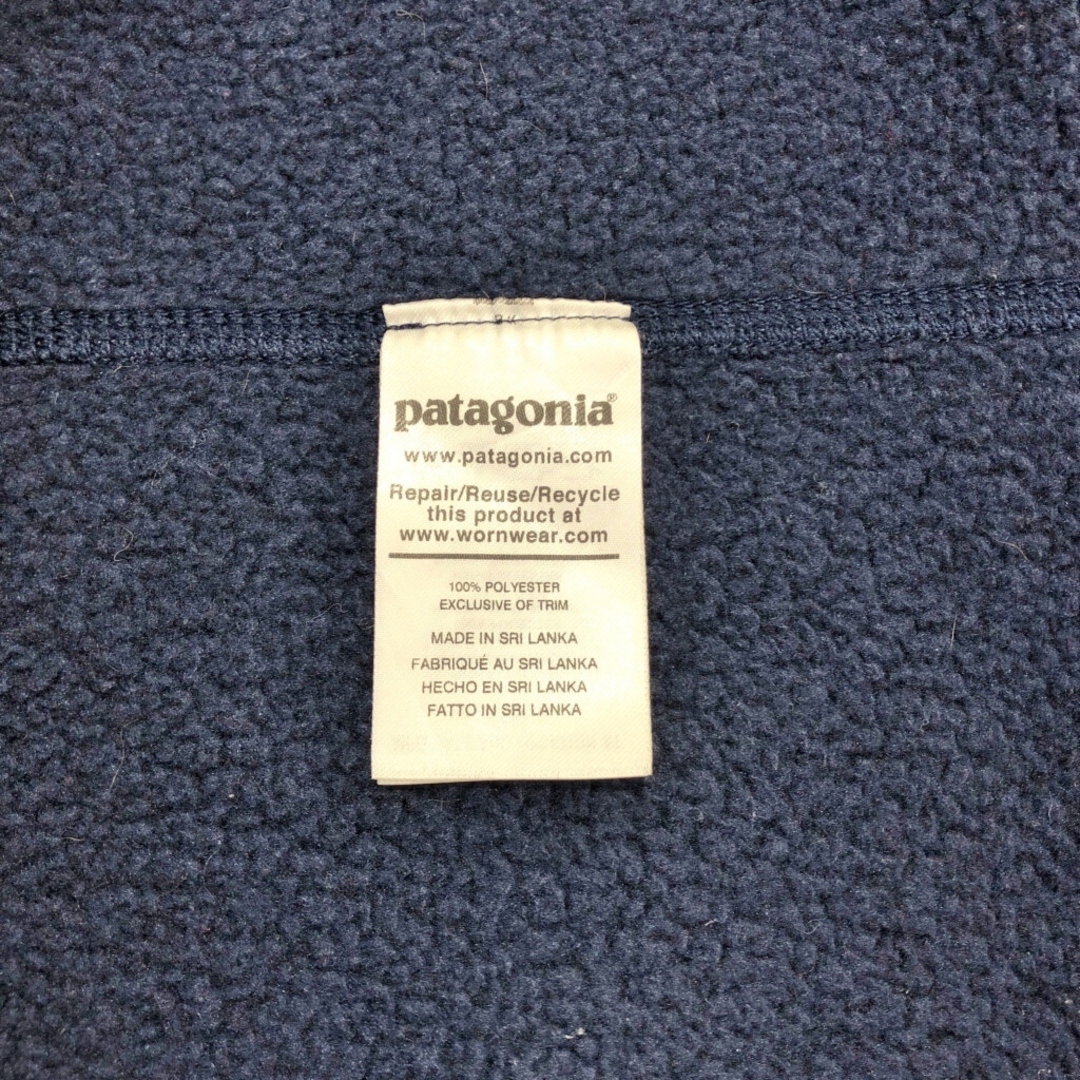 patagonia®
www.patagonia.com
Repair/Reuse/Recycle
this product at
www.wornwear.com
100% POLYESTER
EXCLUSIVE OF TRIM
MADE IN SRI LANKA
FABRIQUÉ AU SRI LANKA
HECHO EN SRI LANKA
FATTO IN SRI LANKA